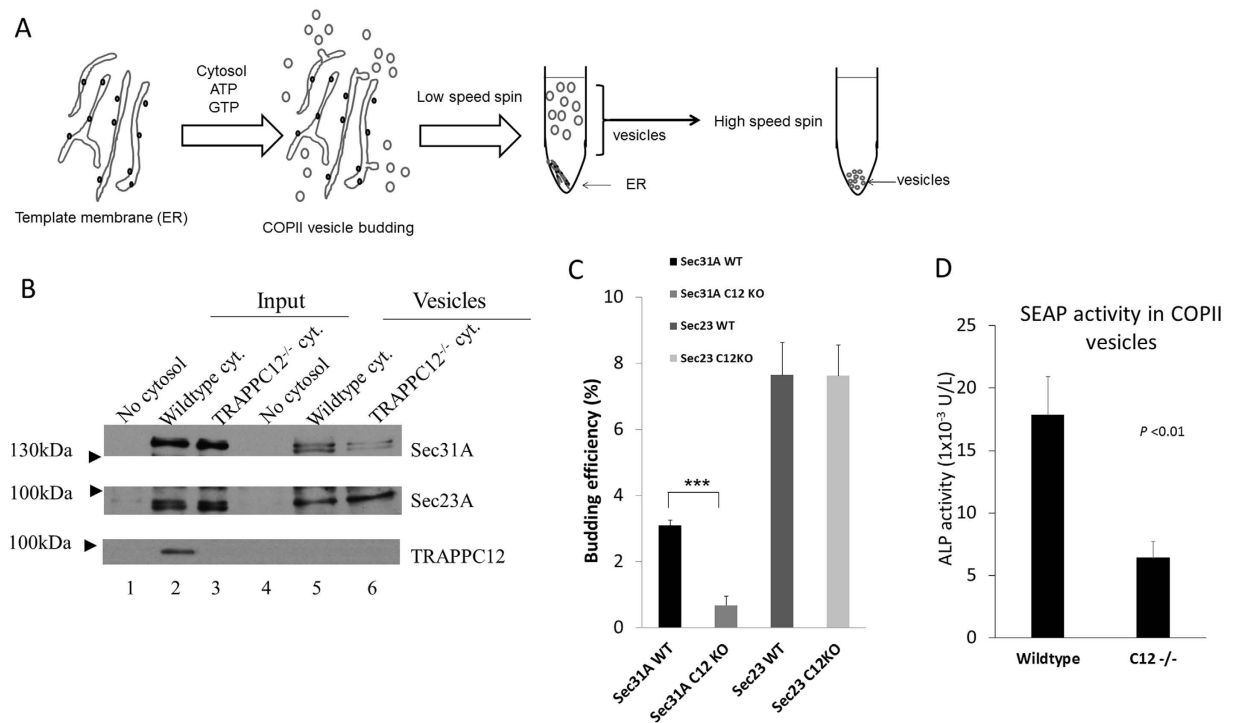 A
Template membrane (ER)
Cytosol
ATP
GTP
COPII vesicle budding
Low speed spin
vesicles
ER
High speed spin
vesicles
B
Input
Vesicles
No cytosol
Wildtype cyt.
TRAPPC12-/- cyt.
No cytosol
Wildtype cyt.
TRAPPC12-/- cyt.
130kDa
Sec31A
100kDa
Sec23A
100kDa
TRAPPC12
1 2 3 4 5 6
C
Sec31A WT
Sec31A C12 KO
Sec23 WT
Sec23 C12KO
Budding efficiency (%)
10
8
6
4
2
0
***
Sec31A WT
Sec31A C12 KO
Sec23 WT
Sec23 C12KO
D
SEAP activity in COPII
vesicles
ALP activity (1x10-3 U/L)
25
20
15
10
5
0
P <0.01
Wildtype
C12 -/-